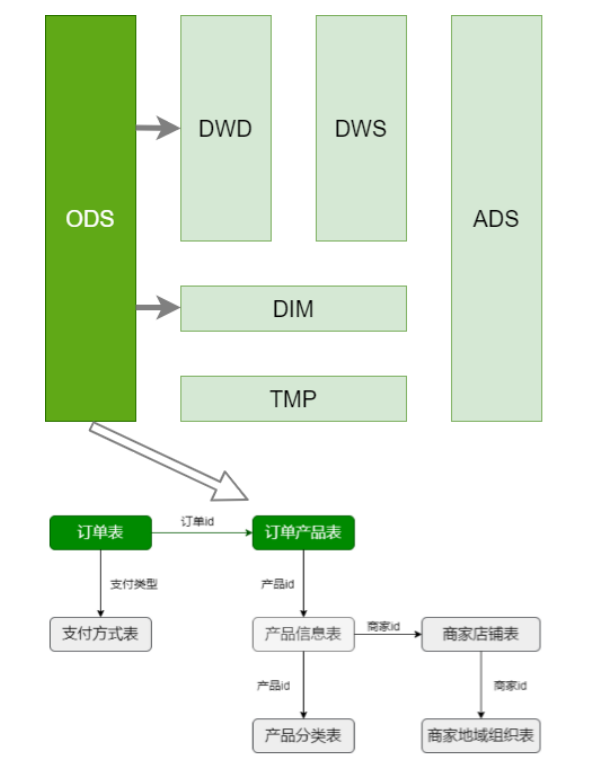 ODS
DWD
DWS
ADS
DIM
TMP
订单表
订单id
订单产品表
支付类型
产品id
支付方式表
产品信息表
商家id
商家店铺表
产品id
商家id
产品分类表
商家地域组织表